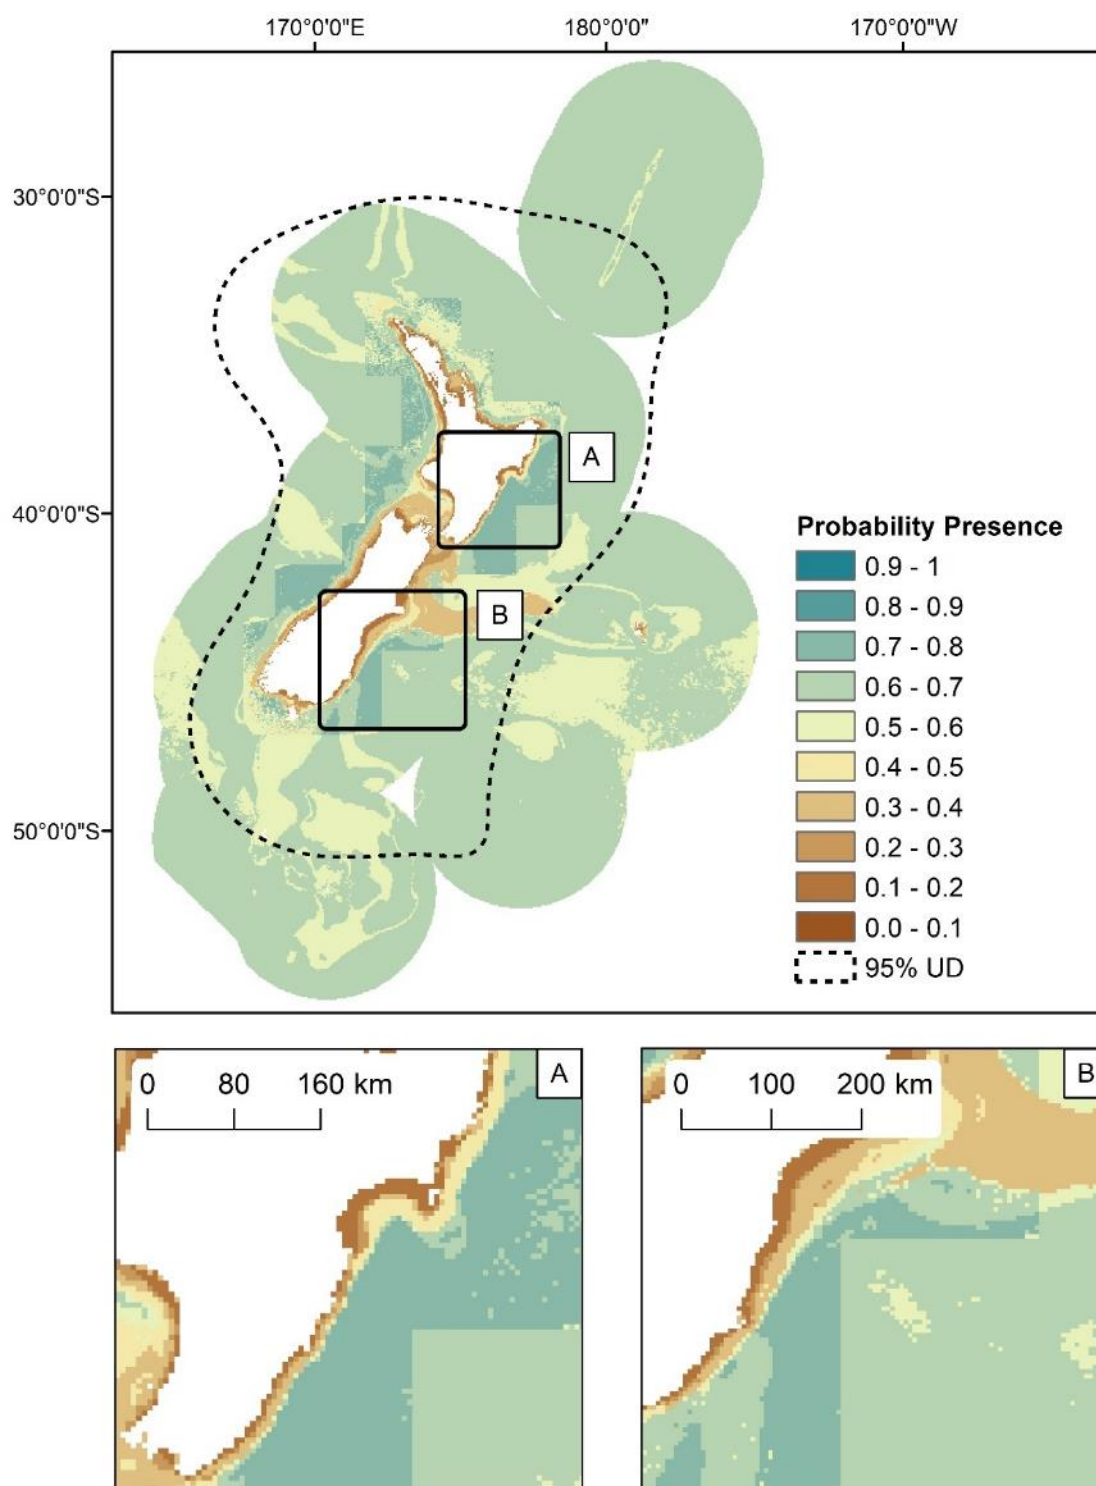 170°0'0"E 180°0'0" 170°0'0"W
30°0'0"S
40°0'0"S
50°0'0"S
A
B
Probability Presence
0.9 - 1
0.8 - 0.9
0.7 - 0.8
0.6 - 0.7
0.5 - 0.6
0.4 - 0.5
0.3 - 0.4
0.2 - 0.3
0.1 - 0.2
0.0 - 0.1
95% UD
0 80 160 km
A
0 100 200 km
B